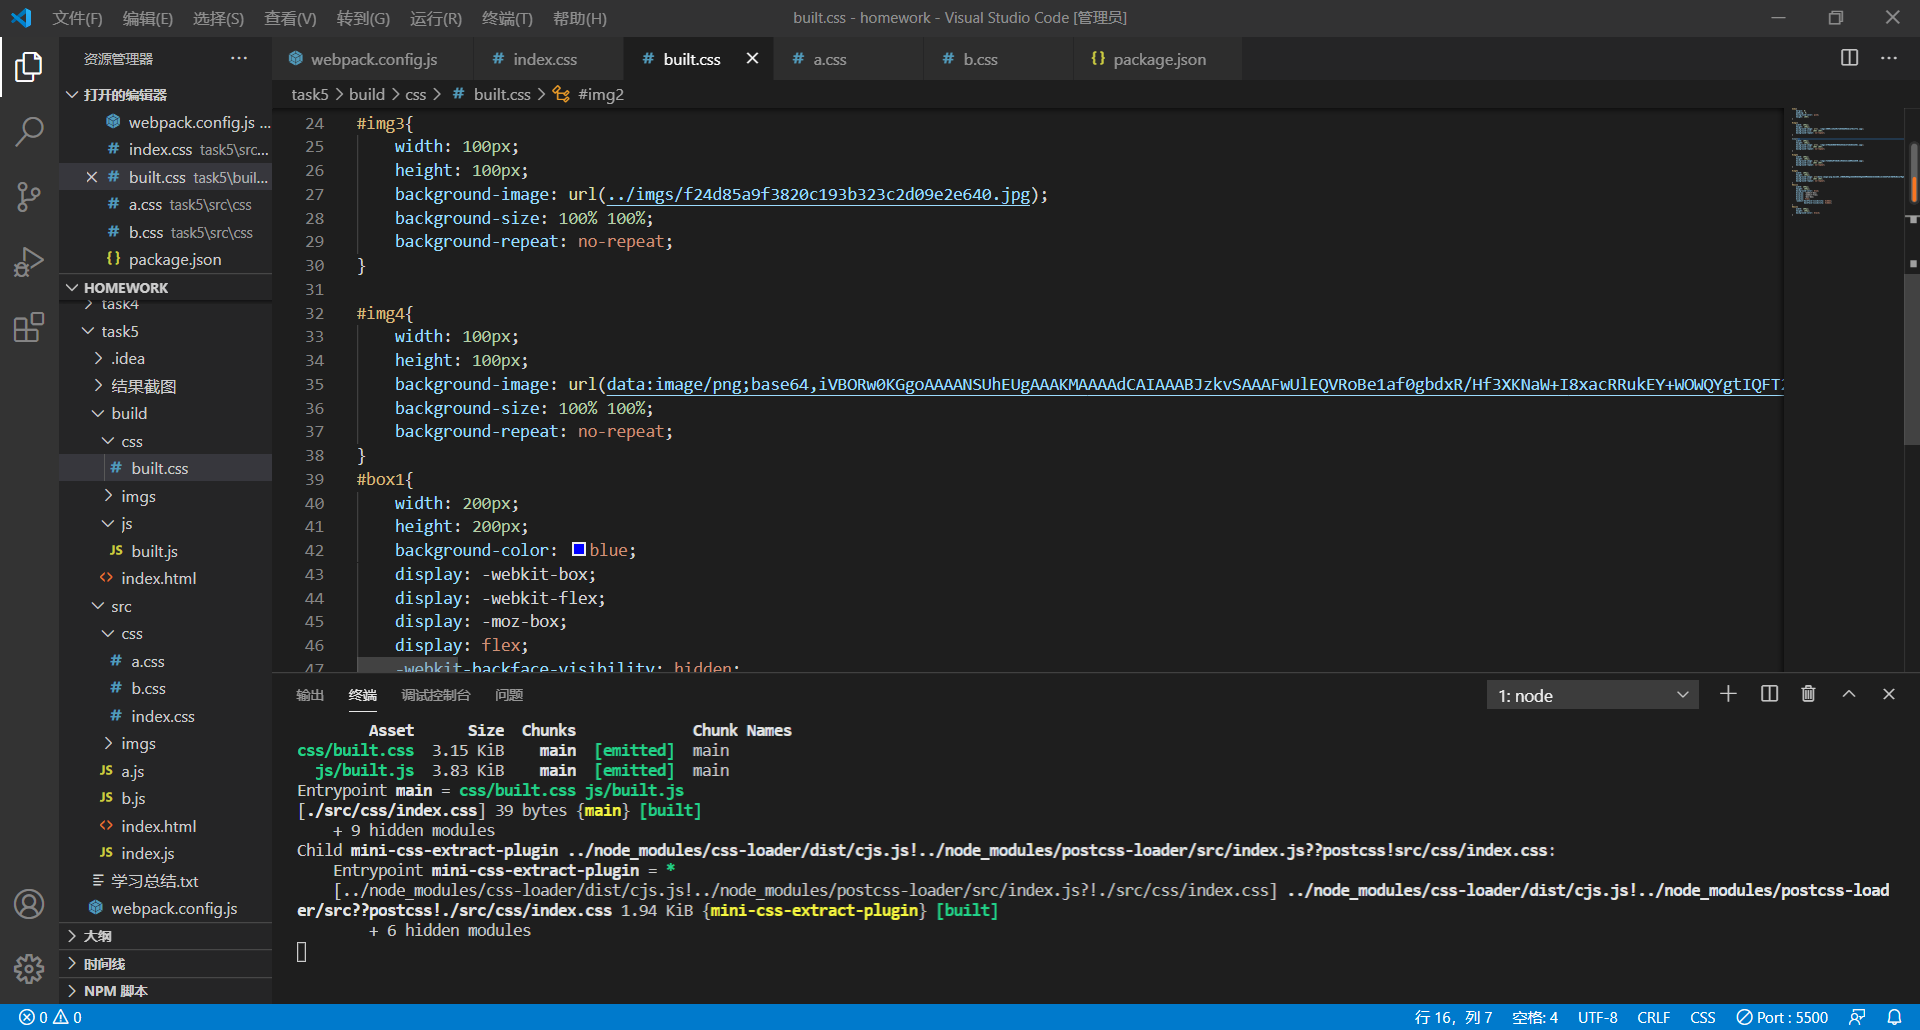 文件(F) 编辑(E) 选择(S) 查看(V) 转到(G) 运行(R) 终端(T) 帮助(H) built.css - homework - Visual Studio Code [管理员]
资源管理器
webpack.config.js # index.css # built.css # a.css # b.css {} package.json
task5 > build > css > # built.css > #img2
打开的编辑器
webpack.config.js ...
# index.css task5\src...
# built.css task5\buil...
# a.css task5\src\css
# b.css task5\src\css
{} package.json
HOMEWORK
task4
task5
.idea
结果截图
build
css
# built.css
imgs
js
JS built.js
<> index.html
src
css
# a.css
# b.css
# index.css
imgs
JS a.js
JS b.js
<> index.html
JS index.js
学习总结.txt
webpack.config.js
大纲
时间线
NPM 脚本
24 #img3{
25 width: 100px;
26 height: 100px;
27 background-image: url(../imgs/f24d85a9f3820c193b323c2d09e2e640.jpg);
28 background-size: 100% 100%;
29 background-repeat: no-repeat;
30 }
31
32 #img4{
33 width: 100px;
34 height: 100px;
35 background-image: url(data:image/png;base64,iVBORw0KGgoAAAANSUhEUgAAAKMAAAAdCAIAAABJzkvSAAAFwUlEQVRoBe1af0gbdxR/Hf3XKNaW+I8xacRRukEY+WOWQYgtIQFT
36 background-size: 100% 100%;
37 background-repeat: no-repeat;
38 }
39 #box1{
40 width: 200px;
41 height: 200px;
42 background-color: blue;
43 display: -webkit-box;
44 display: -webkit-flex;
45 display: -moz-box;
46 display: flex;
47 -webkit-backface-visibility: hidden;
输出 终端 调试控制台 问题 1: node
Asset Size Chunks Chunk Names
css/built.css 3.15 KiB main [emitted] main
js/built.js 3.83 KiB main [emitted] main
Entrypoint main = css/built.css js/built.js
[./src/css/index.css] 39 bytes {main} [built]
+ 9 hidden modules
Child mini-css-extract-plugin ../node_modules/css-loader/dist/cjs.js!../node_modules/postcss-loader/src/index.js??postcss!src/css/index.css:
Entrypoint mini-css-extract-plugin = *
[../node_modules/css-loader/dist/cjs.js!../node_modules/postcss-loader/src/index.js?!./src/css/index.css] ../node_modules/css-loader/dist/cjs.js!../node_modules/postcss-load
er/src??postcss!./src/css/index.css 1.94 KiB {mini-css-extract-plugin} [built]
+ 6 hidden modules
0 0 行 16, 列 7 空格: 4 UTF-8 CRLF CSS Port : 5500